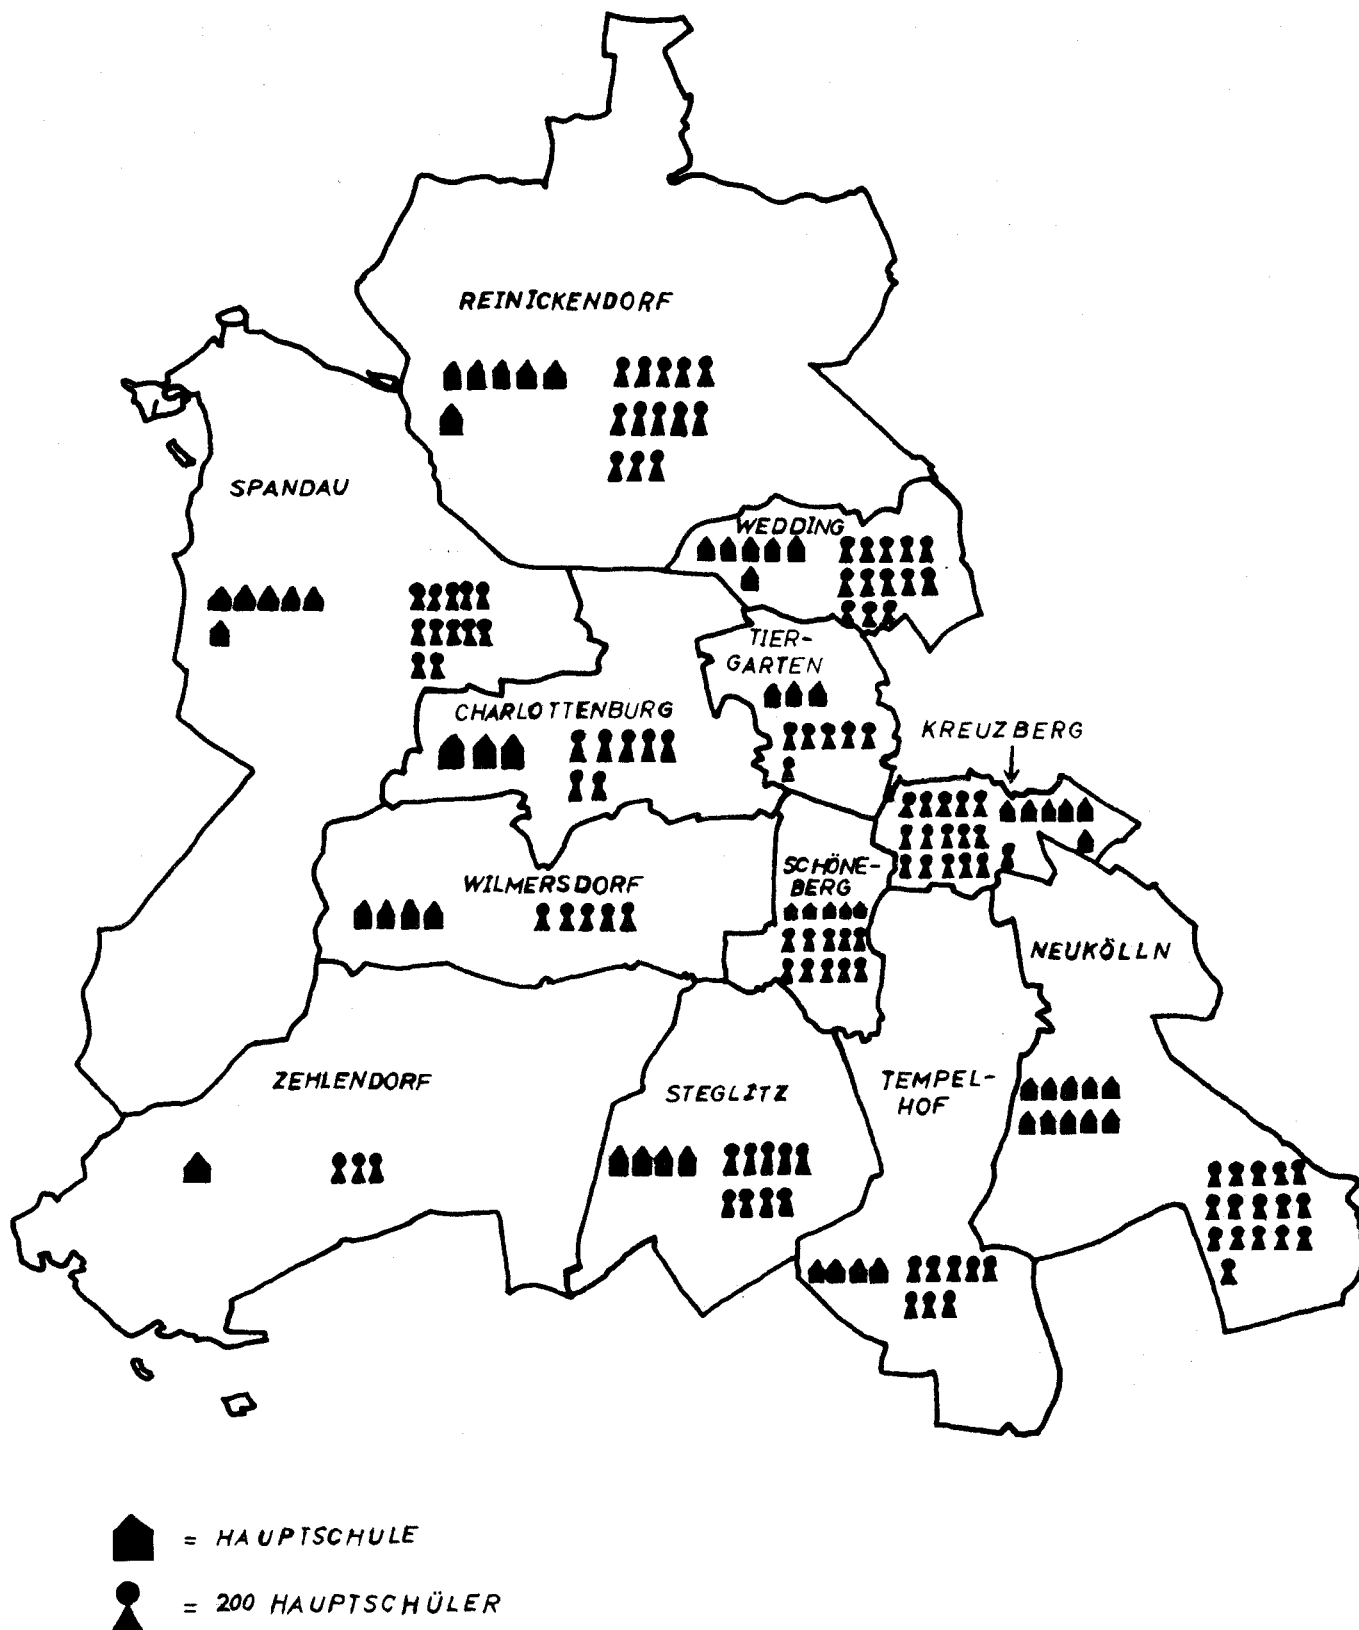 REINICKENDORF
SPANDAU
WEDDING
TIER-
GARTEN
CHARLOTTENBURG
KREUZBERG
WILMERSDORF
SCHÖNE-
BERG
NEUKÖLLN
ZEHLENDORF
STEGLITZ
TEMPEL-
HOF
= HAUPTSCHULE
= 200 HAUPTSCHÜLER